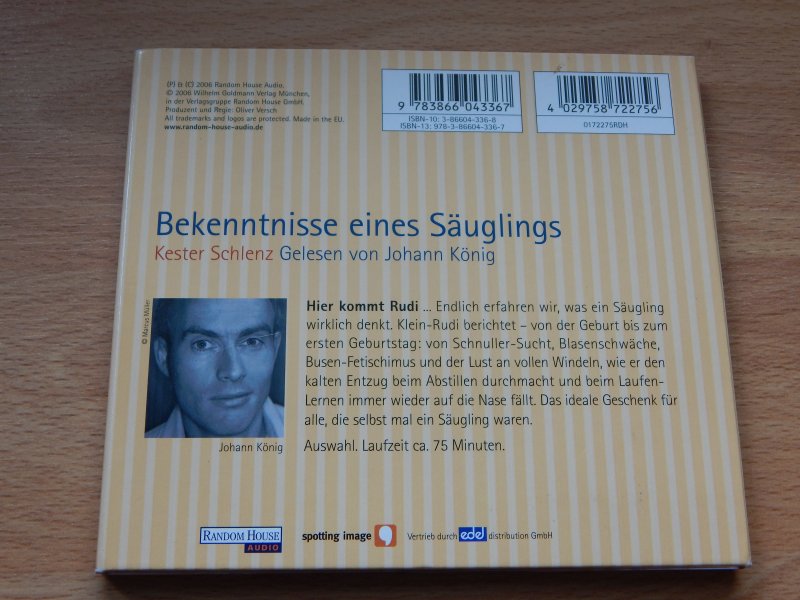 (P) & (C) 2006 Random House Audio,
© 2006 Wilhelm Goldmann Verlag München,
in der Verlagsgruppe Random House GmbH.
Produzent und Regie: Oliver Versch
All trademarks and logos are protected. Made in the EU.
www.random-house-audio.de
9 783866 043367
ISBN-10: 3-86604-336-8
ISBN-13: 978-3-86604-336-7
4 029758 722756
0172275RDH
Bekenntnisse eines Säuglings
Kester Schlenz Gelesen von Johann König
© Marcus Müller
Johann König
Hier kommt Rudi ... Endlich erfahren wir, was ein Säugling
wirklich denkt. Klein-Rudi berichtet – von der Geburt bis zum
ersten Geburtstag: von Schnuller-Sucht, Blasenschwäche,
Busen-Fetischimus und der Lust an vollen Windeln, wie er den
kalten Entzug beim Abstillen durchmacht und beim Laufen-
Lernen immer wieder auf die Nase fällt. Das ideale Geschenk für
alle, die selbst mal ein Säugling waren.
Auswahl. Laufzeit ca. 75 Minuten.
RANDOM HOUSE
AUDIO
spotting image
Vertrieb durch edel distribution GmbH